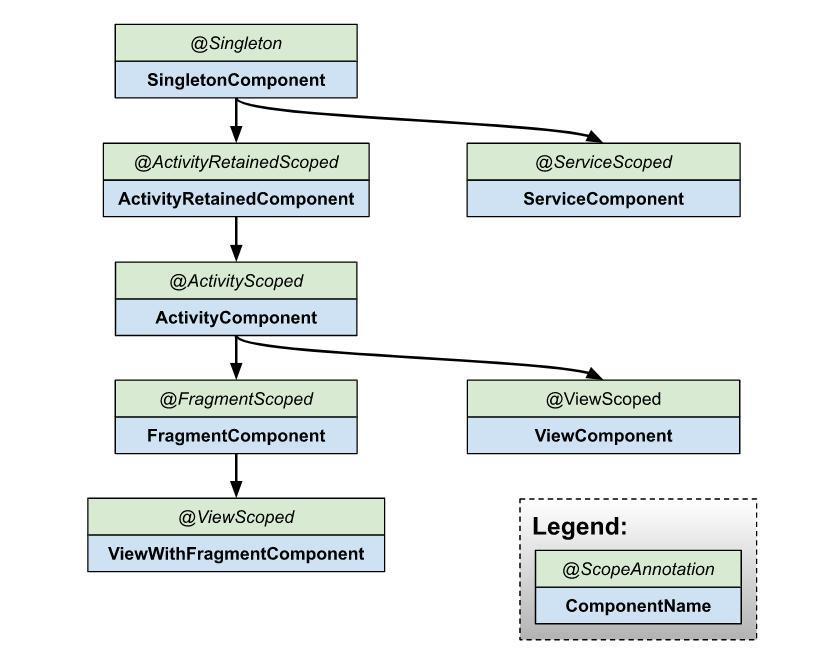 @Singleton
SingletonComponent
@ActivityRetainedScoped
ActivityRetainedComponent
@ServiceScoped
ServiceComponent
@ActivityScoped
ActivityComponent
@FragmentScoped
FragmentComponent
@ViewScoped
ViewComponent
@ViewScoped
ViewWithFragmentComponent
Legend:
@ScopeAnnotation
ComponentName